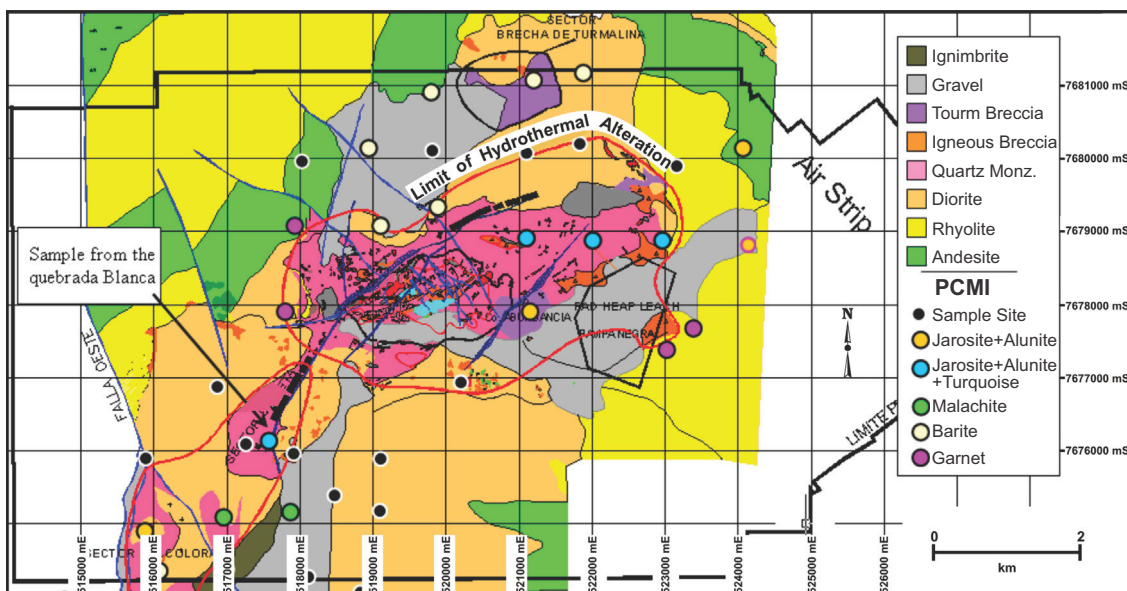 SECTOR
BRECHA DE TURMALINA
Limit of Hydrothermal Alteration
Air Strip
Sample from the
quebrada Blanca
FALLA OESTE
PAD HEAP LEACH
PAMPA NEGRA
N
SECTOR
COLORA
Ignimbrite
Gravel
Tourm Breccia
Igneous Breccia
Quartz Monz.
Diorite
Rhyolite
Andesite
PCMI
Sample Site
Jarosite+Alunite
Jarosite+Alunite
+Turquoise
Malachite
Barite
Garnet
7681000 mS
7680000 mS
7679000 mS
7678000 mS
7677000 mS
7676000 mS
515000 mE
516000 mE
517000 mE
518000 mE
519000 mE
520000 mE
521000 mE
522000 mE
523000 mE
524000 mE
525000 mE
526000 mE
0
2
km